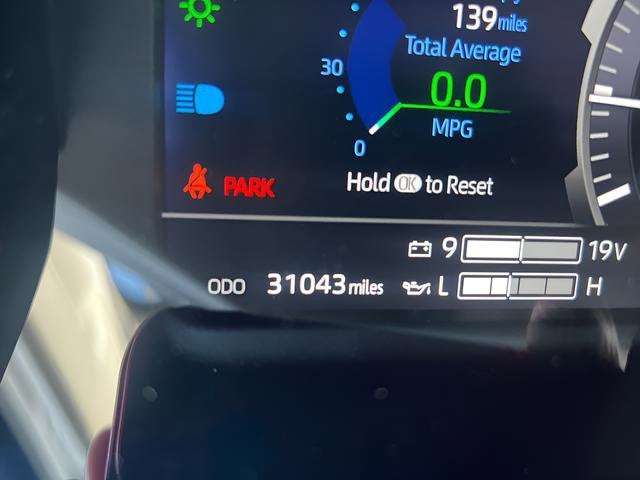 139 miles
Total Average
30
0.0
MPG
0
PARK
Hold OK to Reset
9 19V
ODO 31043 miles L H